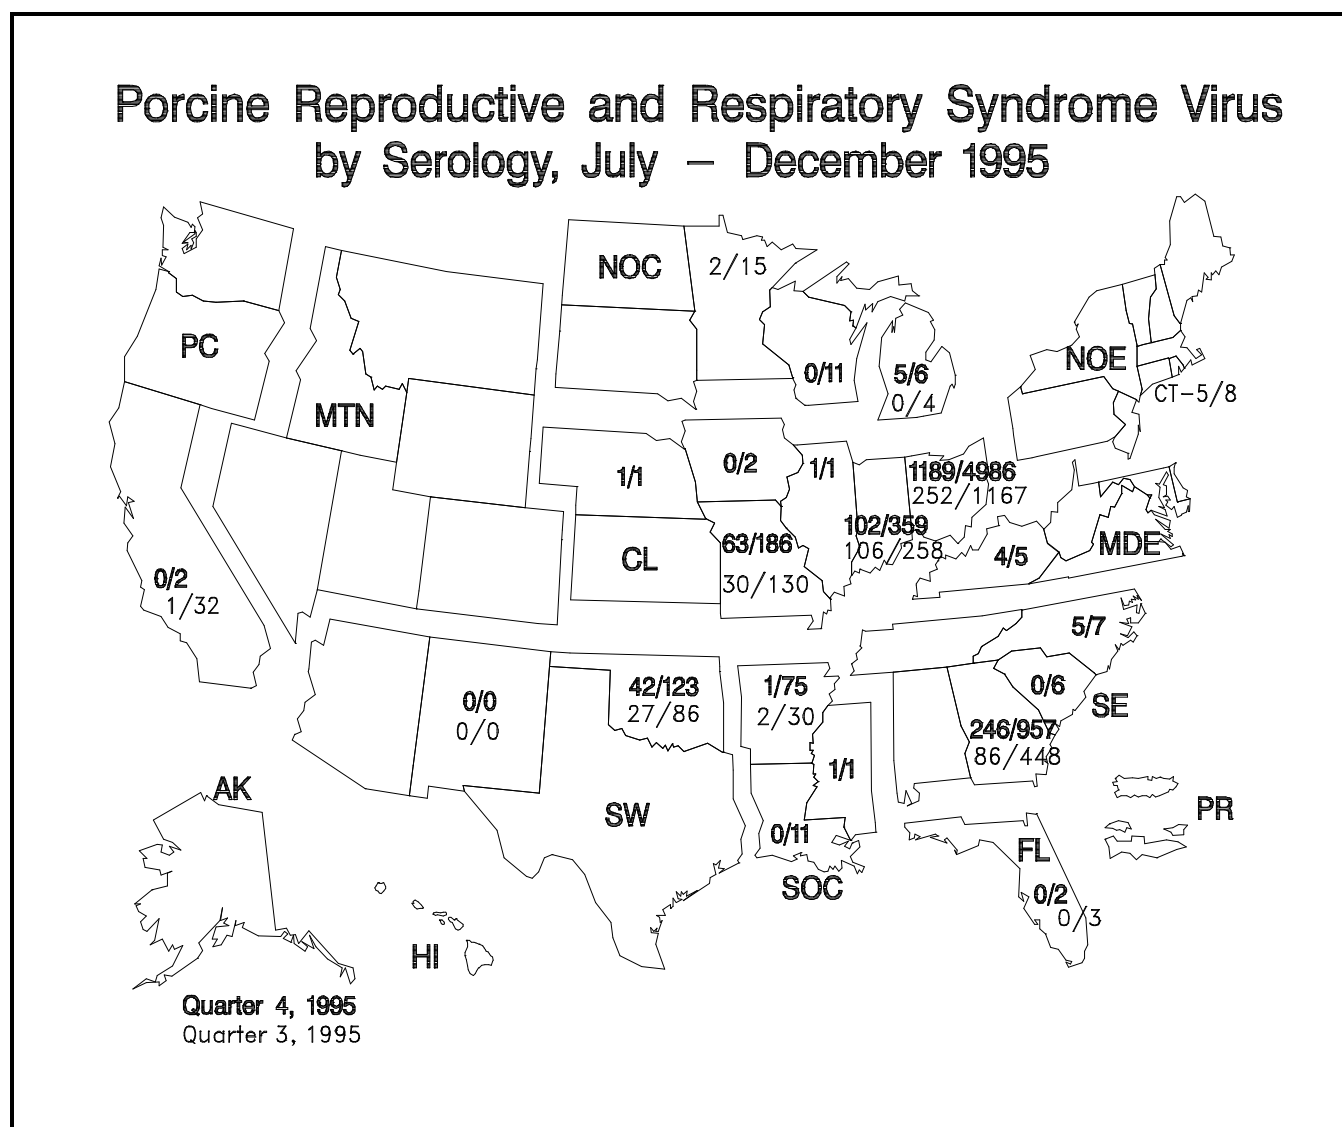 Porcine Reproductive and Respiratory Syndrome Virus
by Serology, July – December 1995
NOC
2/15
PC
NOE
0/11
5/6
0/4
CT-5/8
MTN
1/1
0/2
1/1
1189/4986
252/1167
102/359
106/258
MDE
63/186
30/130
CL
4/5
0/2
1/32
5/7
42/123
27/86
1/75
2/30
0/6
0/0
0/0
SE
246/957
86/448
1/1
AK
PR
SW
0/11
FL
SOC
0/2
0/3
HI
Quarter 4, 1995
Quarter 3, 1995